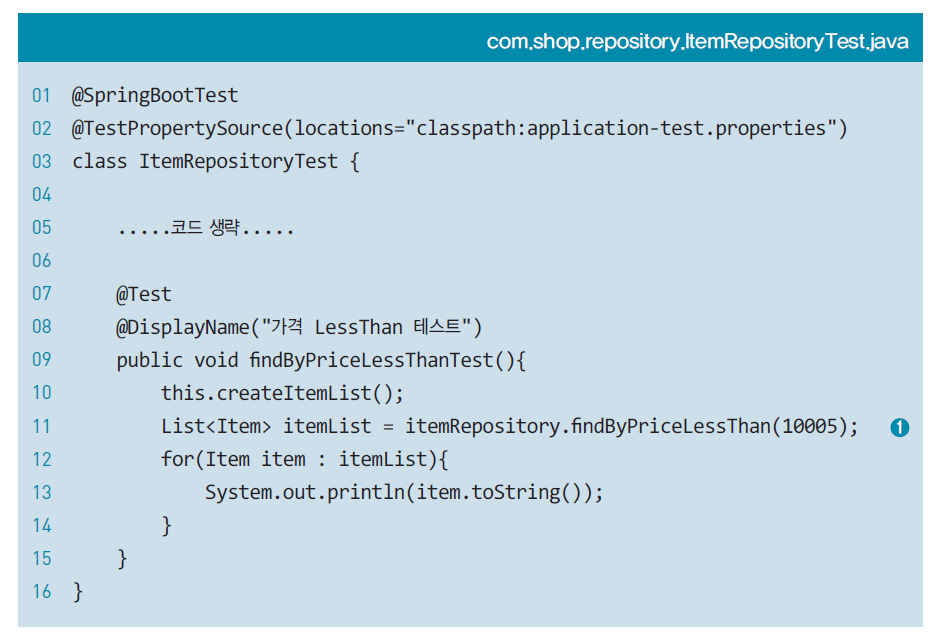 com.shop.repository.ItemRepositoryTest.java
01 @SpringBootTest
02 @TestPropertySource(locations="classpath:application-test.properties")
03 class ItemRepositoryTest {
04
05 .....코드 생략.....
06
07 @Test
08 @DisplayName("가격 LessThan 테스트")
09 public void findByPriceLessThanTest(){
10 this.createItemList();
11 List<Item> itemList = itemRepository.findByPriceLessThan(10005); ❶
12 for(Item item : itemList){
13 System.out.println(item.toString());
14 }
15 }
16 }